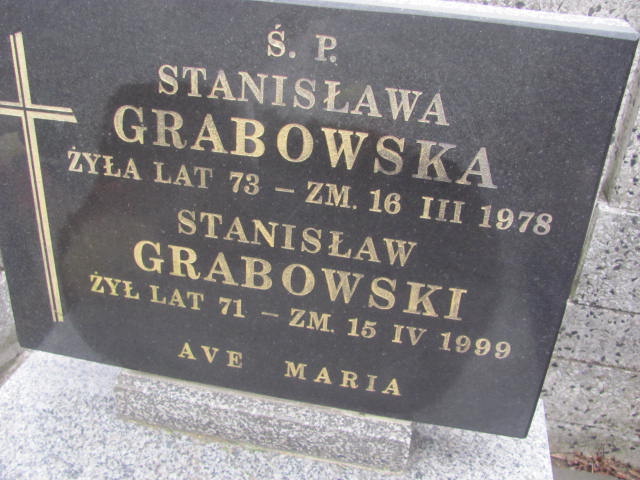 Ś. P.
STANISŁAWA
GRABOWSKA
ŻYŁA LAT 73 – ZM. 16 III 1978
STANISŁAW
GRABOWSKI
ŻYŁ LAT 71 – ZM. 15 IV 1999
AVE MARIA